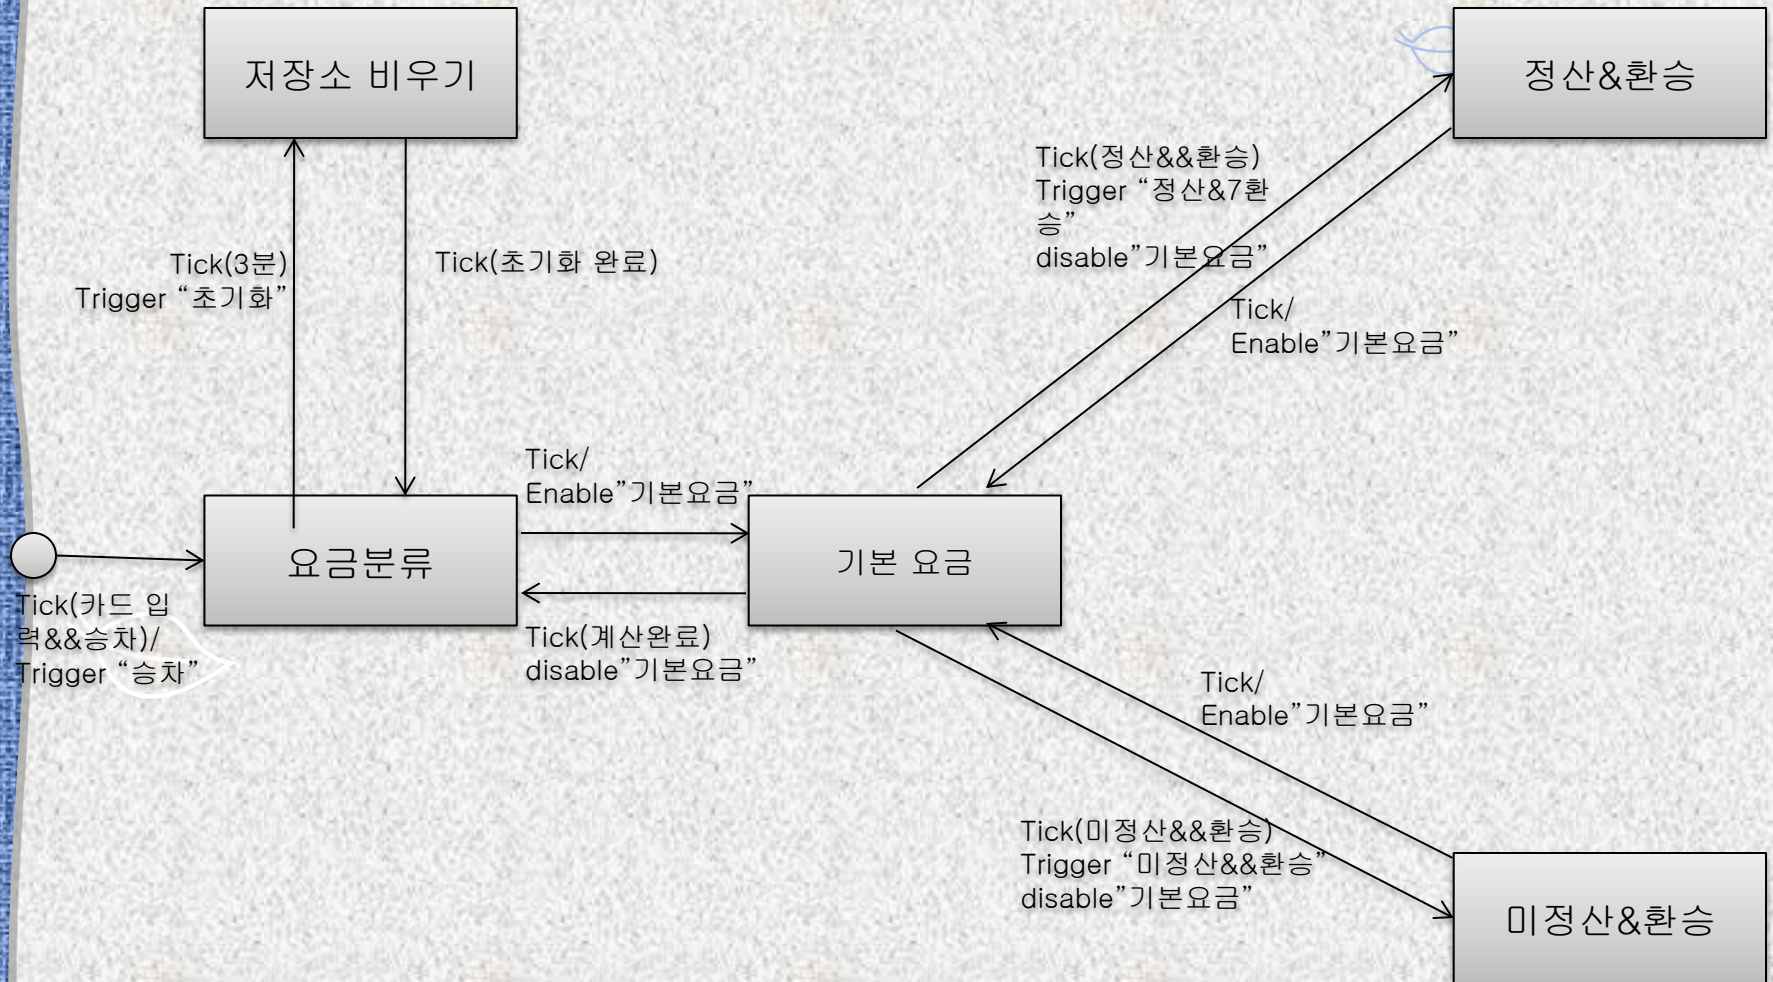 저장소 비우기
정산&환승
Tick(정산&&환승)
Trigger “정산&7환
승”
disable”기본요금”
Tick(3분)
Trigger “초기화”
Tick(초기화 완료)
Tick/
Enable”기본요금”
Tick/
Enable”기본요금”
요금분류
기본 요금
Tick(카드 입
력&&승차)/
Trigger “승차”
Tick(계산완료)
disable”기본요금”
Tick/
Enable”기본요금”
Tick(미정산&&환승)
Trigger “미정산&&환승”
disable”기본요금”
미정산&환승